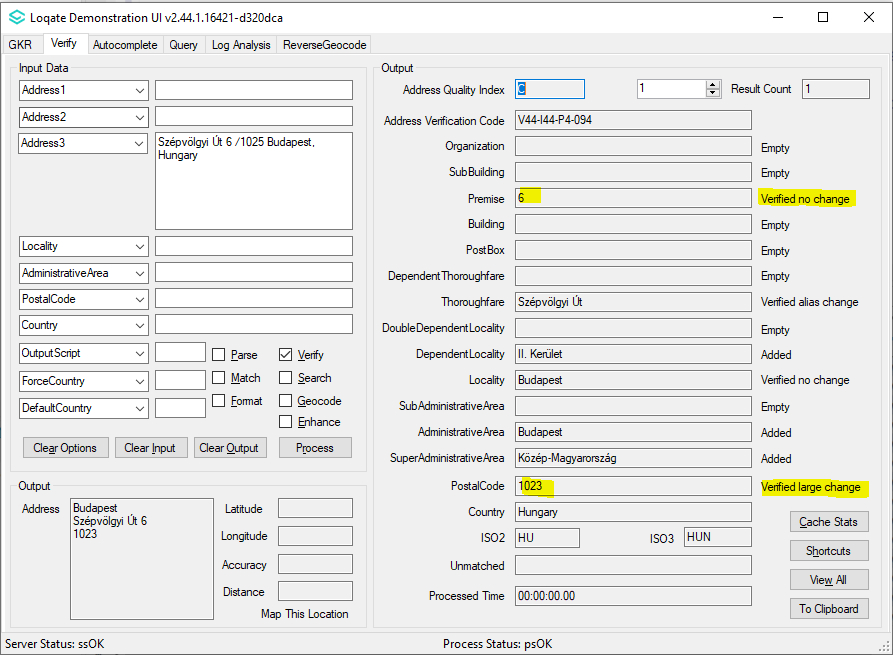 Loqate Demonstration UI v2.44.1.16421-d320dca
GKR Verify Autocomplete Query Log Analysis ReverseGeocode
Input Data
Address1
Address2
Address3
Szépvölgyi Út 6 /1025 Budapest,
Hungary
Locality
AdministrativeArea
PostalCode
Country
OutputScript
ForceCountry
DefaultCountry
Parse Verify
Match Search
Format Geocode
Enhance
Clear Options Clear Input Clear Output Process
Output
Address
Budapest
Szépvölgyi Út 6
1023
Latitude
Longitude
Accuracy
Distance
Map This Location
Output
Address Quality Index C 1 Result Count 1
Address Verification Code V44-I44-P4-094
Organization Empty
SubBuilding Empty
Premise 6 Verified no change
Building Empty
PostBox Empty
DependentThoroughfare Empty
Thoroughfare Szépvölgyi Út Verified alias change
DoubleDependentLocality Empty
DependentLocality II. Kerület Added
Locality Budapest Verified no change
SubAdministrativeArea Empty
AdministrativeArea Budapest Added
SuperAdministrativeArea Közép-Magyarország Added
PostalCode 1023 Verified large change
Country Hungary
ISO2 HU ISO3 HUN
Unmatched
Processed Time 00:00:00.00
Cache Stats
Shortcuts
View All
To Clipboard
Server Status: ssOK Process Status: psOK